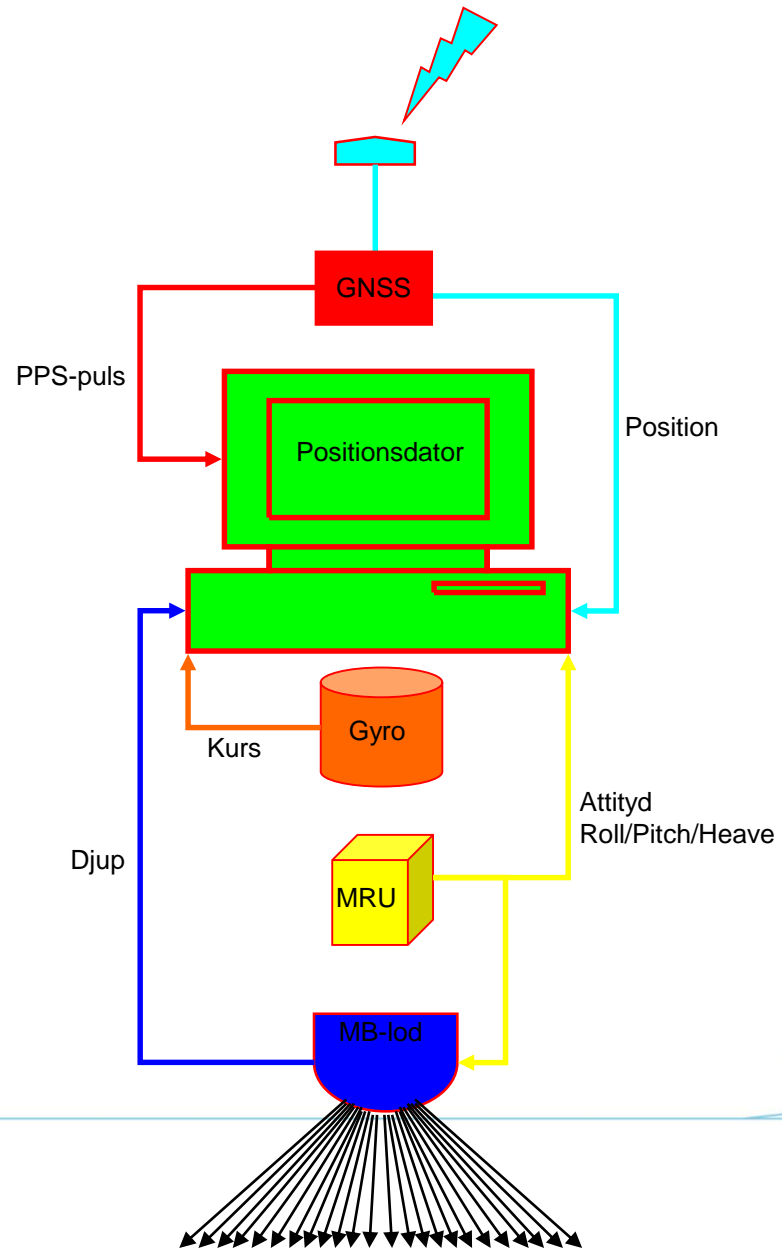 GNSS
PPS-puls
Position
Positionsdator
Gyro
Kurs
Attityd
Roll/Pitch/Heave
Djup
MRU
MB-lod